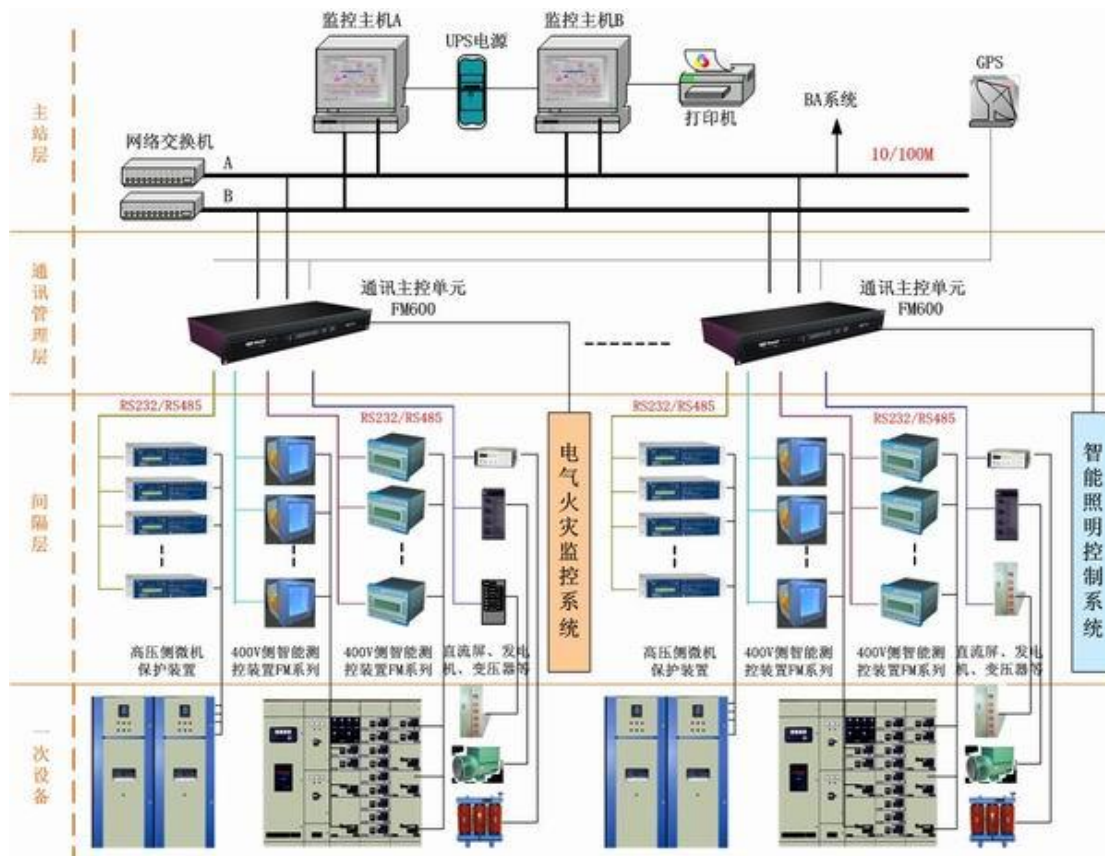 监控主机A
监控主机B
UPS电源
GPS
BA系统
打印机
主站层
网络交换机
A
10/100M
B
通讯管理层
通讯主控单元
FM600
通讯主控单元
FM600
RS232/RS485
RS232/RS485
RS232/RS485
RS232/RS485
间隔层
电气火灾监控系统
智能照明控制系统
高压侧微机
保护装置
400V侧智能测
控装置FM系列
400V侧智能测
控装置FM系列
直流屏、发电
机、变压器等
高压侧微机
保护装置
400V侧智能测
控装置FM系列
400V侧智能测
控装置FM系列
直流屏、发电
机、变压器等
一次设备